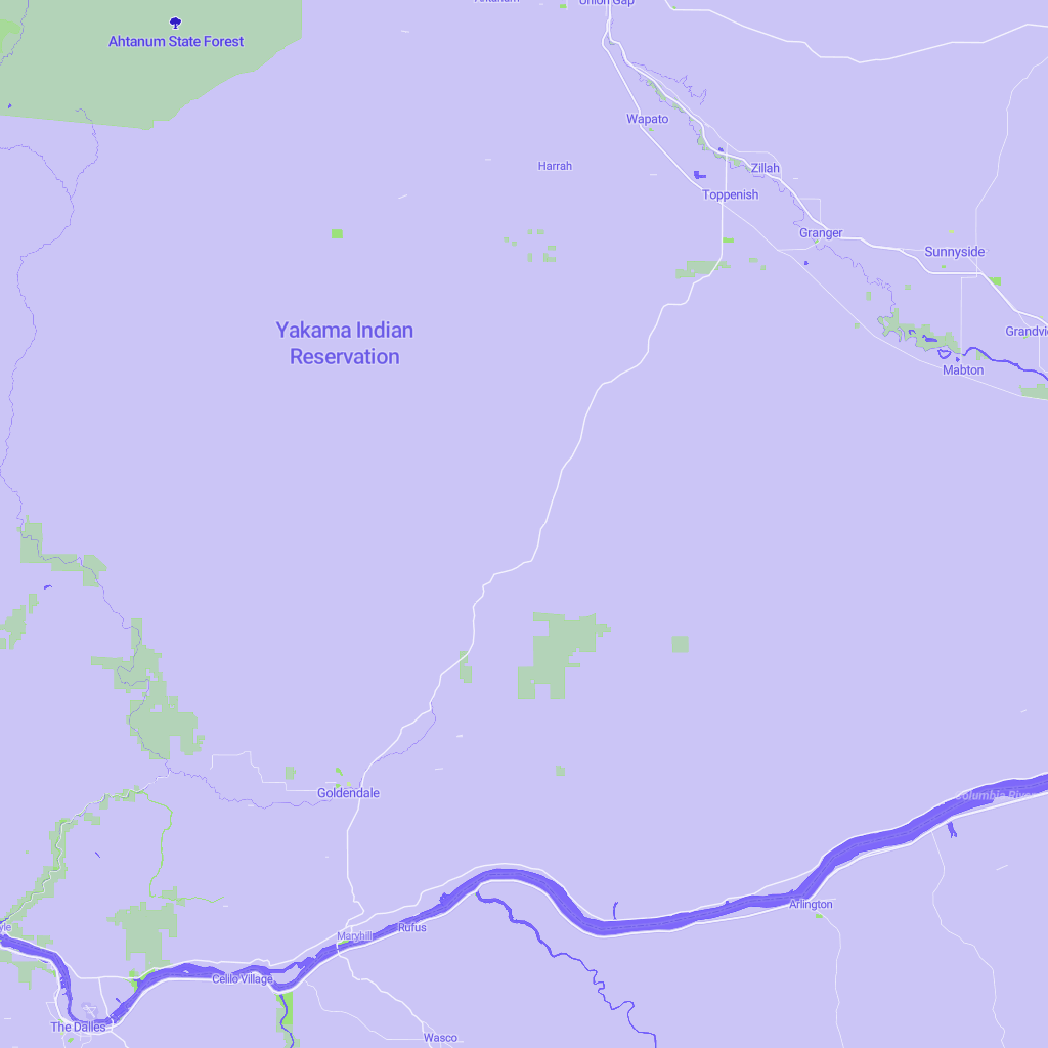 Union Gap
Ahtanum State Forest
Wapato
Harrah
Zillah
Toppenish
Granger
Sunnyside
Yakama Indian
Reservation
Mabton
Goldendale
Columbia River
Arlington
Rufus
Maryhill
Celilo Village
The Dalles
Wasco